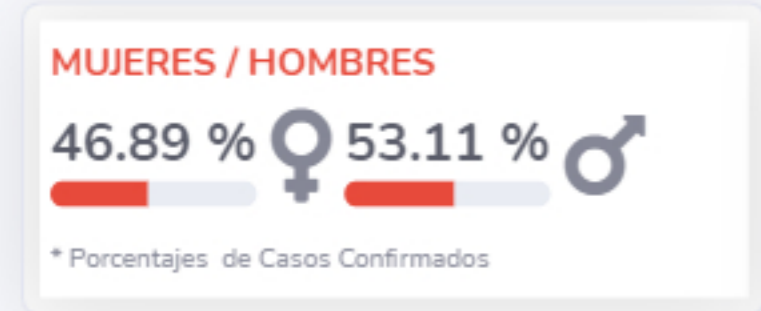 MUJERES / HOMBRES
46.89 % 53.11 %
* Porcentajes de Casos Confirmados